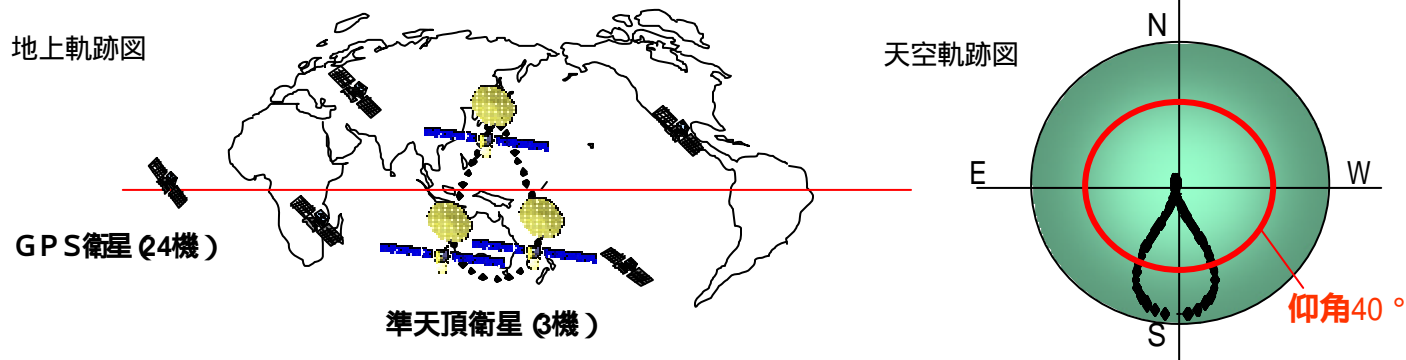 地上軌跡図
GPS衛星(24機)
準天頂衛星(3機)
天空軌跡図
N
E
W
S
仰角40°